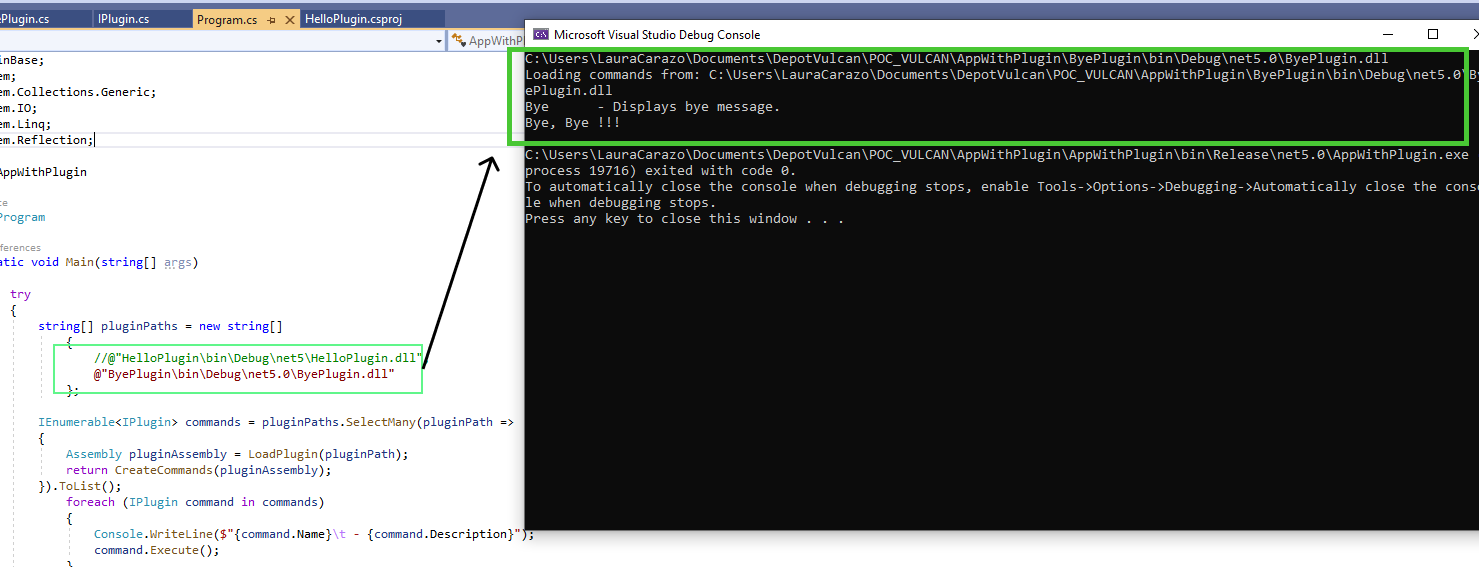 ePlugin.cs IPlugin.cs Program.cs HelloPlugin.csproj
AppWithP
inBase;
em;
em.Collections.Generic;
em.IO;
em.Linq;
em.Reflection;
AppWithPlugin
ce
Program
ferences
atic void Main(string[] args)
try
{
string[] pluginPaths = new string[]
{
//@"HelloPlugin\bin\Debug\net5\HelloPlugin.dll"
@"ByePlugin\bin\Debug\net5.0\ByePlugin.dll"
};
IEnumerable<IPlugin> commands = pluginPaths.SelectMany(pluginPath =>
{
Assembly pluginAssembly = LoadPlugin(pluginPath);
return CreateCommands(pluginAssembly);
}).ToList();
foreach (IPlugin command in commands)
{
Console.WriteLine($"{command.Name}\t - {command.Description}");
command.Execute();
}
Microsoft Visual Studio Debug Console
C:\Users\LauraCarazo\Documents\DepotVulcan\POC_VULCAN\AppWithPlugin\ByePlugin\bin\Debug\net5.0\ByePlugin.dll
Loading commands from: C:\Users\LauraCarazo\Documents\DepotVulcan\POC_VULCAN\AppWithPlugin\ByePlugin\bin\Debug\net5.0\By
ePlugin.dll
Bye - Displays bye message.
Bye, Bye !!!
C:\Users\LauraCarazo\Documents\DepotVulcan\POC_VULCAN\AppWithPlugin\AppWithPlugin\bin\Release\net5.0\AppWithPlugin.exe
process 19716) exited with code 0.
To automatically close the console when debugging stops, enable Tools->Options->Debugging->Automatically close the conso
le when debugging stops.
Press any key to close this window . . .